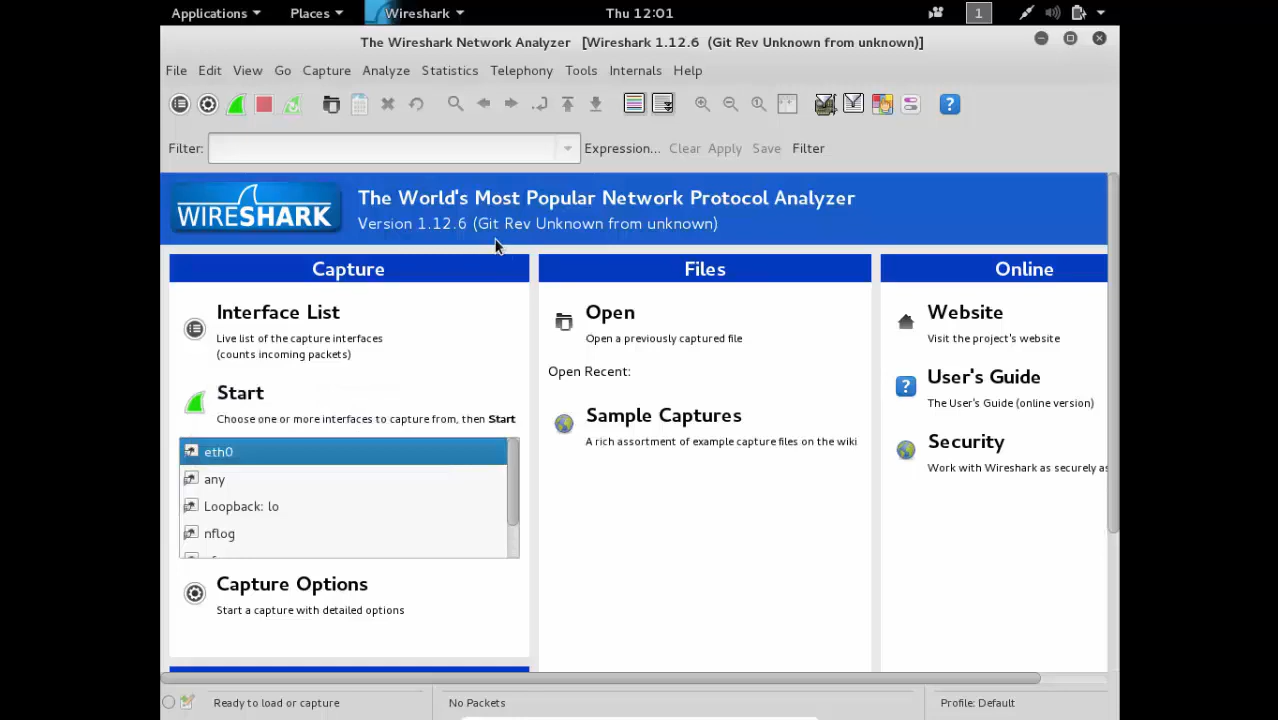 Applications Places Wireshark Thu 12:01 1
The Wireshark Network Analyzer [Wireshark 1.12.6 (Git Rev Unknown from unknown)]
File Edit View Go Capture Analyze Statistics Telephony Tools Internals Help
Filter: Expression... Clear Apply Save Filter
WIRESHARK
The World's Most Popular Network Protocol Analyzer
Version 1.12.6 (Git Rev Unknown from unknown)
Capture
Interface List
Live list of the capture interfaces
(counts incoming packets)
Start
Choose one or more interfaces to capture from, then Start
eth0
any
Loopback: lo
nflog
Capture Options
Start a capture with detailed options
Files
Open
Open a previously captured file
Open Recent:
Sample Captures
A rich assortment of example capture files on the wiki
Online
Website
Visit the project's website
User's Guide
The User's Guide (online version)
Security
Work with Wireshark as securely as
Ready to load or capture No Packets Profile: Default